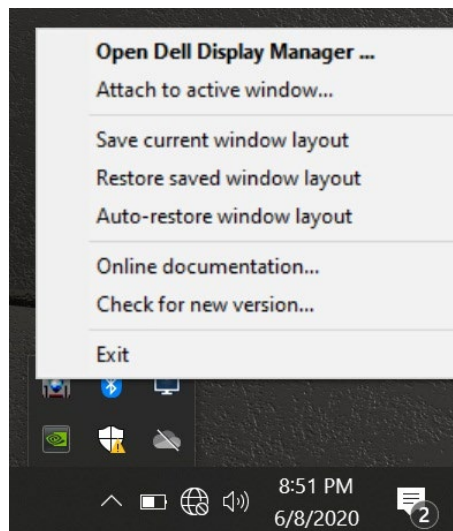 Open Dell Display Manager ...
Attach to active window...
Save current window layout
Restore saved window layout
Auto-restore window layout
Online documentation...
Check for new version...
Exit
8:51 PM
6/8/2020
2